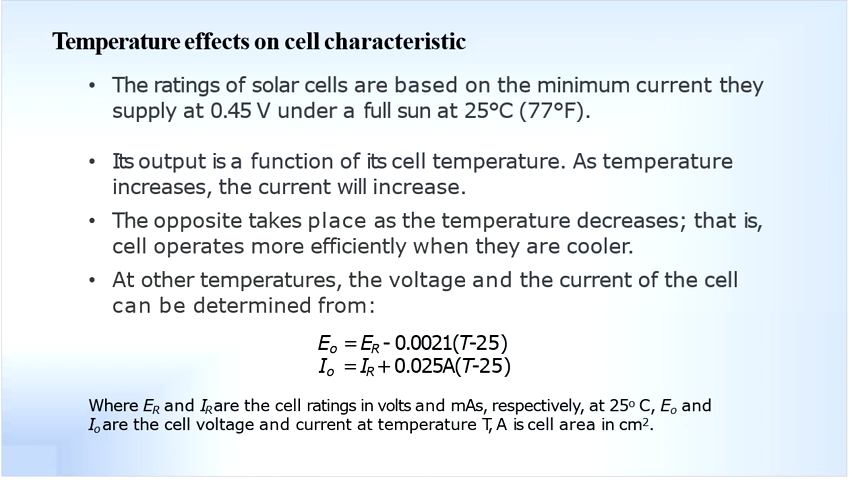 Temperature effects on cell characteristic
• The ratings of solar cells are based on the minimum current they
supply at 0.45 V under a full sun at 25°C (77°F).
• Its output is a function of its cell temperature. As temperature
increases, the current will increase.
• The opposite takes place as the temperature decreases; that is,
cell operates more efficiently when they are cooler.
• At other temperatures, the voltage and the current of the cell
can be determined from:
Eo = ER - 0.0021(T-25)
Io = IR + 0.025A(T-25)
Where ER and IR are the cell ratings in volts and mAs, respectively, at 25º C, Eo and
Io are the cell voltage and current at temperature T, A is cell area in cm².